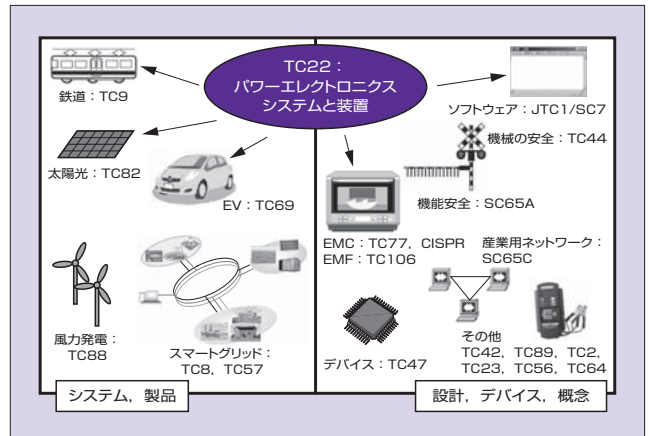 TC22：
パワーエレクトロニクス
システムと装置
鉄道：TC9
太陽光：TC82
EV：TC69
風力発電：
TC88
スマートグリッド：
TC8，TC57
システム，製品
ソフトウェア：JTC1/SC7
機械の安全：TC44
機能安全：SC65A
EMC：TC77，CISPR
EMF：TC106
産業用ネットワーク：
SC65C
デバイス：TC47
その他
TC42，TC89，TC2，
TC23，TC56，TC64
設計，デバイス，概念